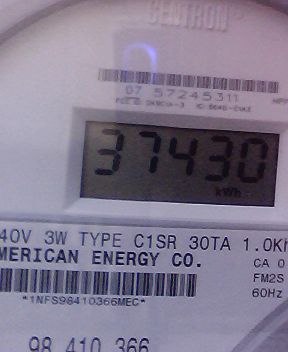 CENTRON®
07 57245311
37430
kWh
40V 3W TYPE C1SR 30TA 1.0Kh
MERICAN ENERGY CO.
CA 0
FM2S
60Hz
*1NFS98410366MEC*
98 410 366